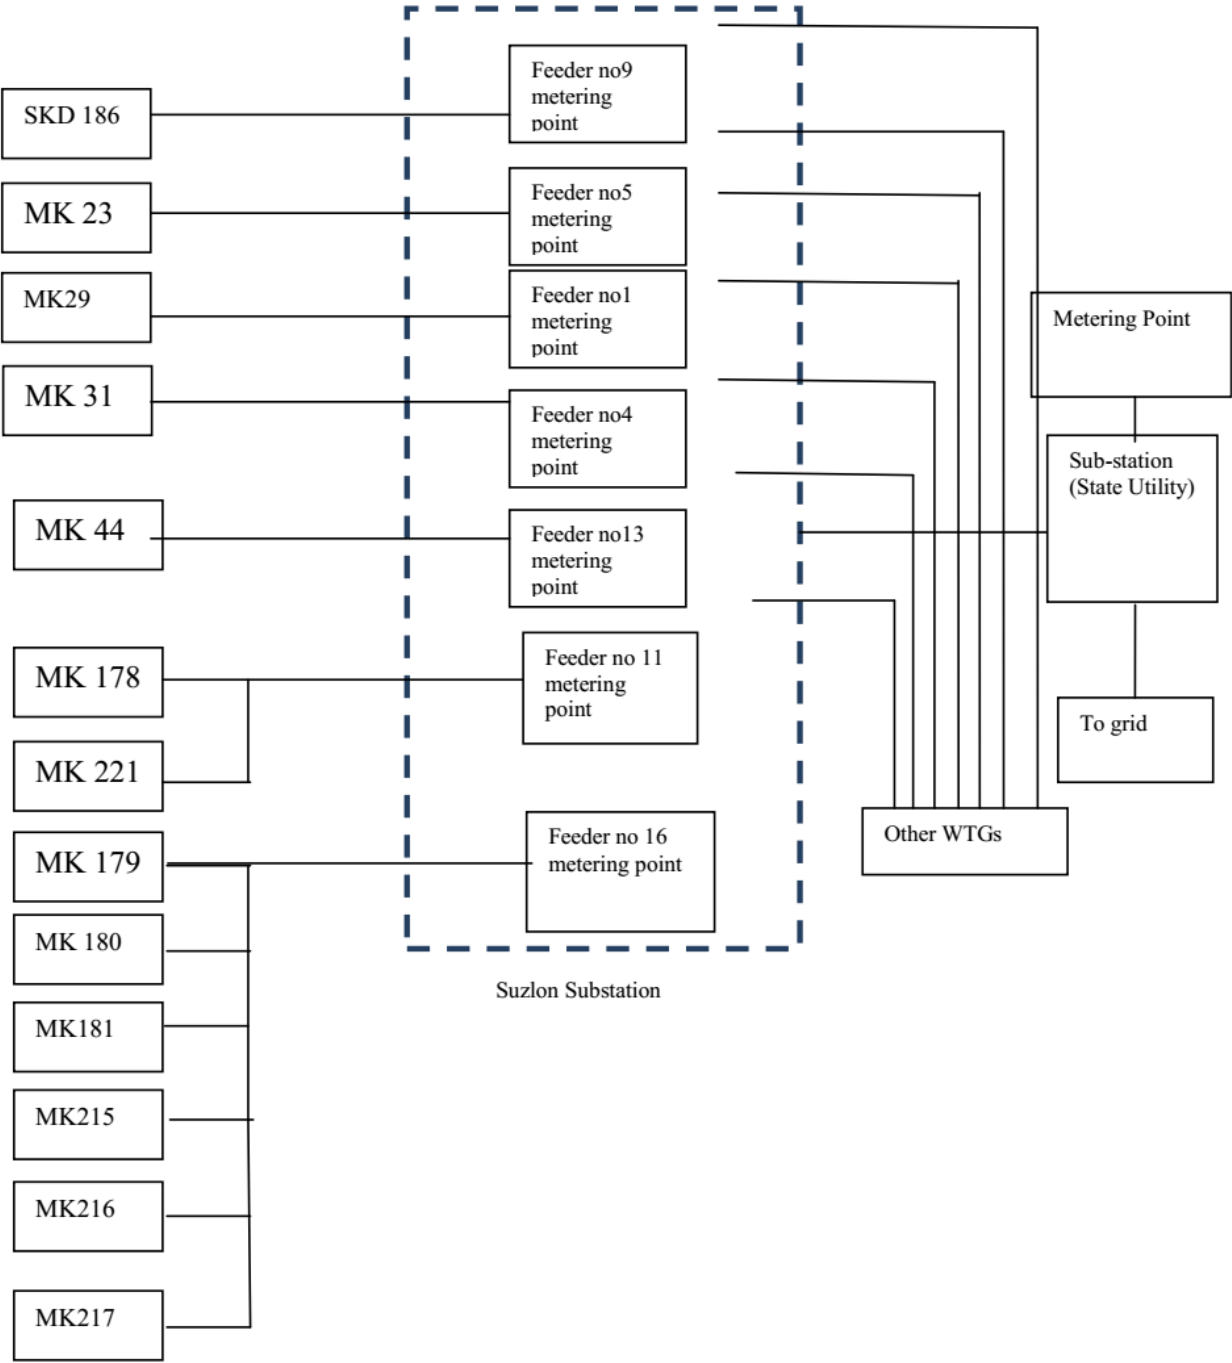 SKD 186
MK 23
MK29
MK 31
MK 44
MK 178
MK 221
MK 179
MK 180
MK181
MK215
MK216
MK217
Feeder no9
metering
point
Feeder no5
metering
point
Feeder no1
metering
point
Feeder no4
metering
point
Feeder no13
metering
point
Feeder no 11
metering
point
Feeder no 16
metering point
Suzlon Substation
Metering Point
Sub-station
(State Utility)
To grid
Other WTGs